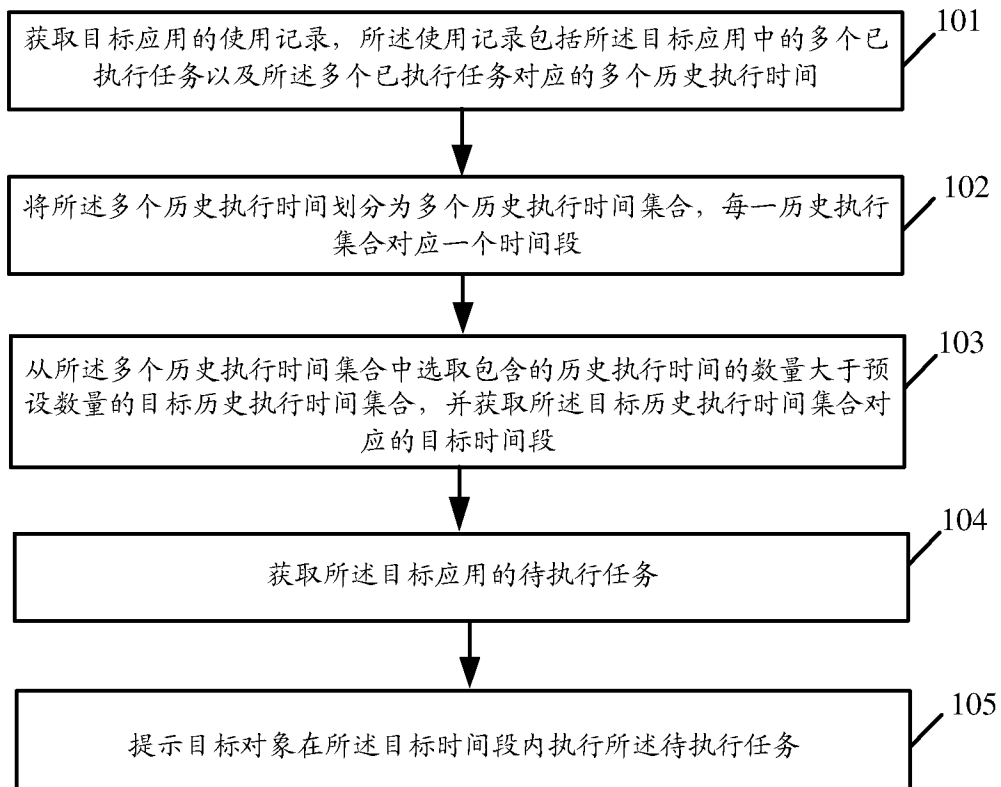 获取目标应用的使用记录，所述使用记录包括所述目标应用中的多个已
执行任务以及所述多个已执行任务对应的多个历史执行时间
101
将所述多个历史执行时间划分为多个历史执行时间集合，每一历史执行
集合对应一个时间段
102
从所述多个历史执行时间集合中选取包含的历史执行时间的数量大于预
设数量的目标历史执行时间集合，并获取所述目标历史执行时间集合对
应的目标时间段
103
获取所述目标应用的待执行任务
104
提示目标对象在所述目标时间段内执行所述待执行任务
105